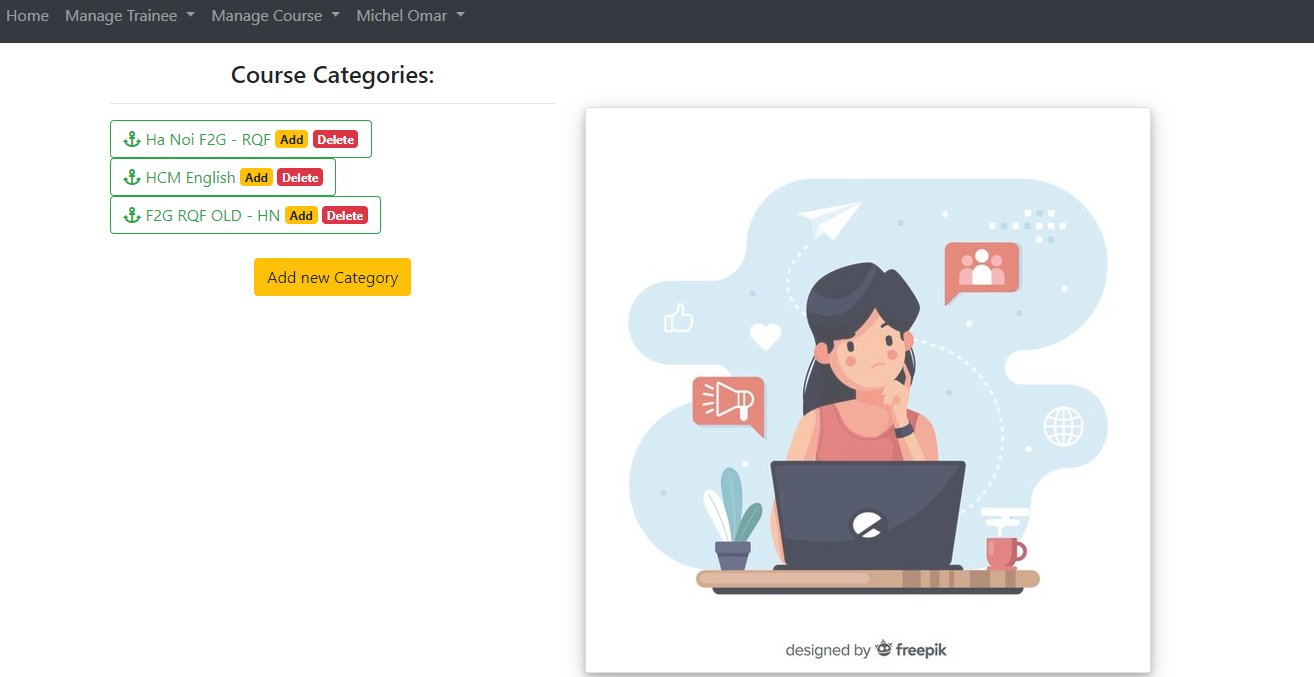 Home Manage Trainee Manage Course Michel Omar
Course Categories:
Ha Noi F2G - RQF Add Delete
HCM English Add Delete
F2G RQF OLD - HN Add Delete
Add new Category
designed by freepik